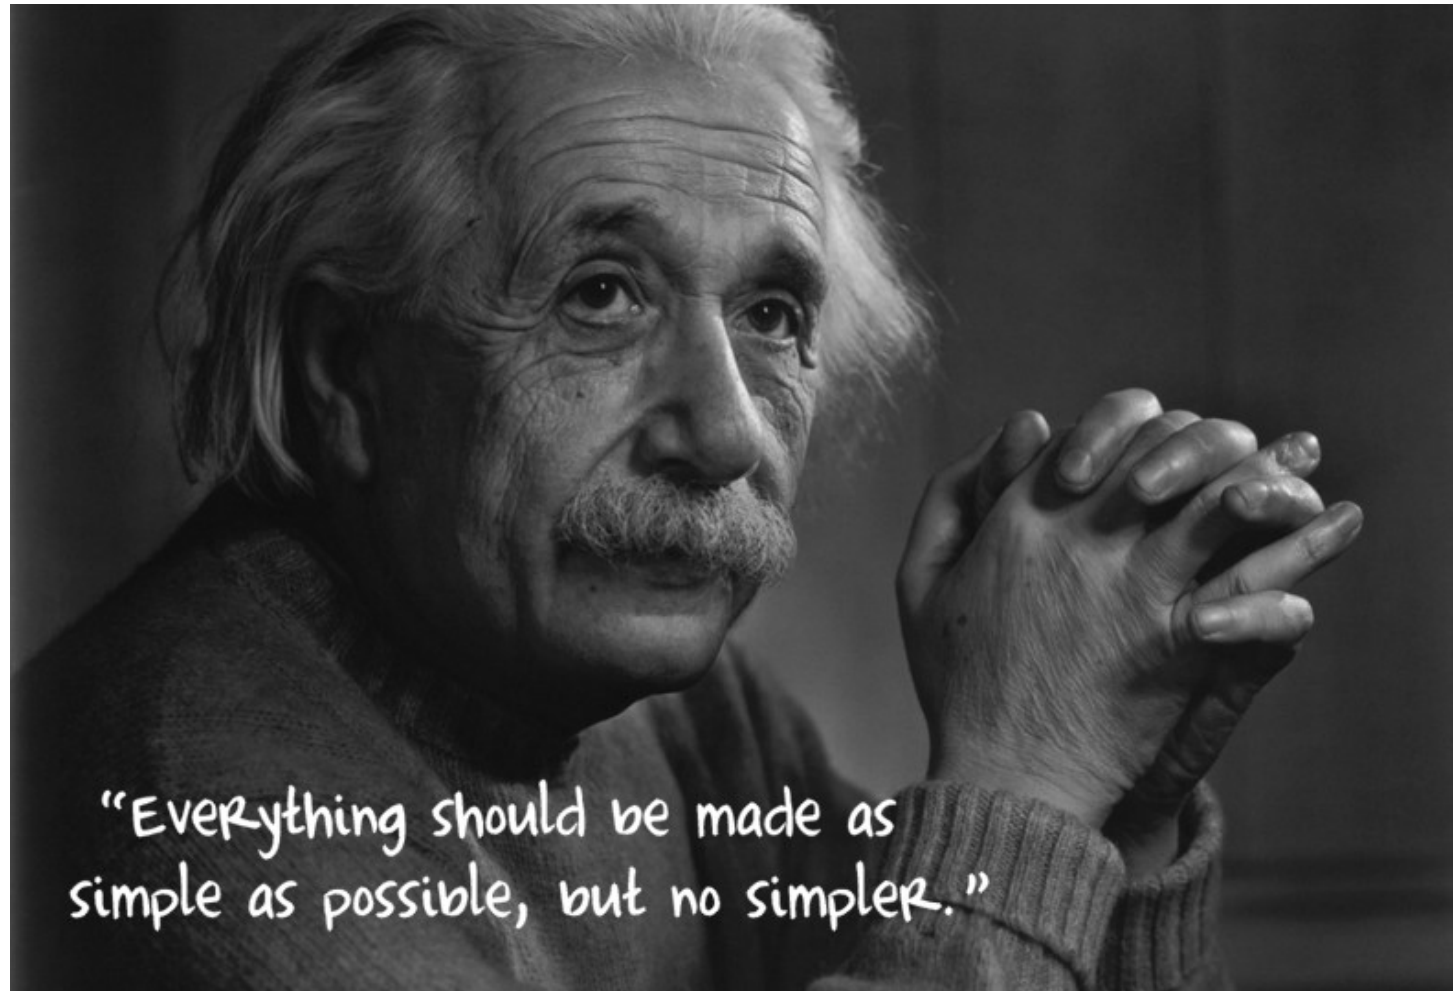 “Everything should be made as
simple as possible, but no simpler.”